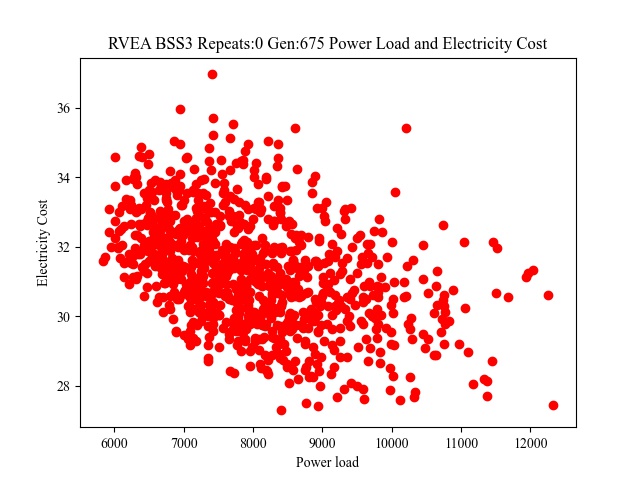 RVEA BSS3 Repeats:0 Gen:675 Power Load and Electricity Cost
Electricity Cost
36
34
32
30
28
6000 7000 8000 9000 10000 11000 12000
Power load